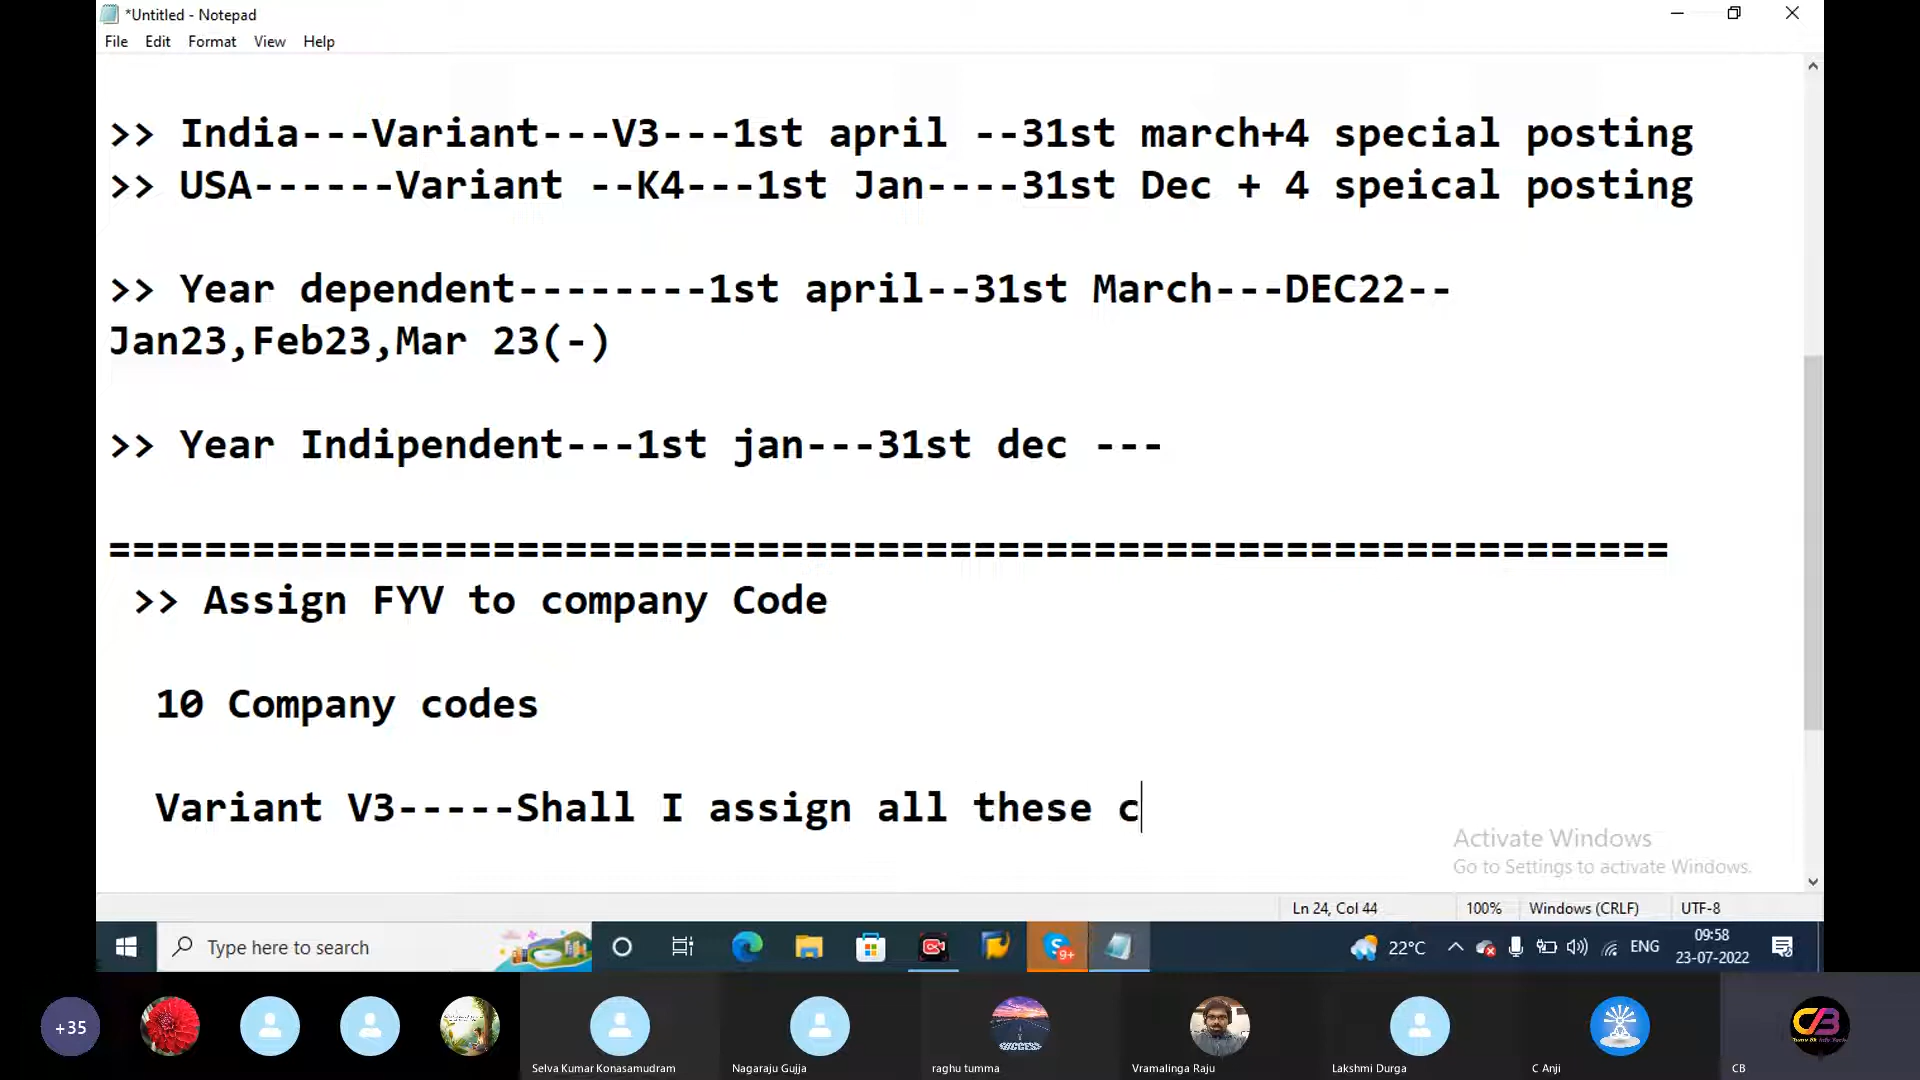 *Untitled - Notepad
File Edit Format View Help
>> India---Variant---V3---1st april --31st march+4 special posting
>> USA------Variant --K4---1st Jan----31st Dec + 4 speical posting
>> Year dependent--------1st april--31st March---DEC22--
Jan23,Feb23,Mar 23(-)
>> Year Indipendent---1st jan---31st dec ---
=================================================================
>> Assign FYV to company Code
10 Company codes
Variant V3-----Shall I assign all these c
Activate Windows
Go to Settings to activate Windows.
Ln 24, Col 44 100% Windows (CRLF) UTF-8
Type here to search 9+ 22°C ENG 09:58
23-07-2022
+35
Selva Kumar Konasamudram Nagaraju Gujja raghu tumma Vramalinga Raju Lakshmi Durga C Anji CB